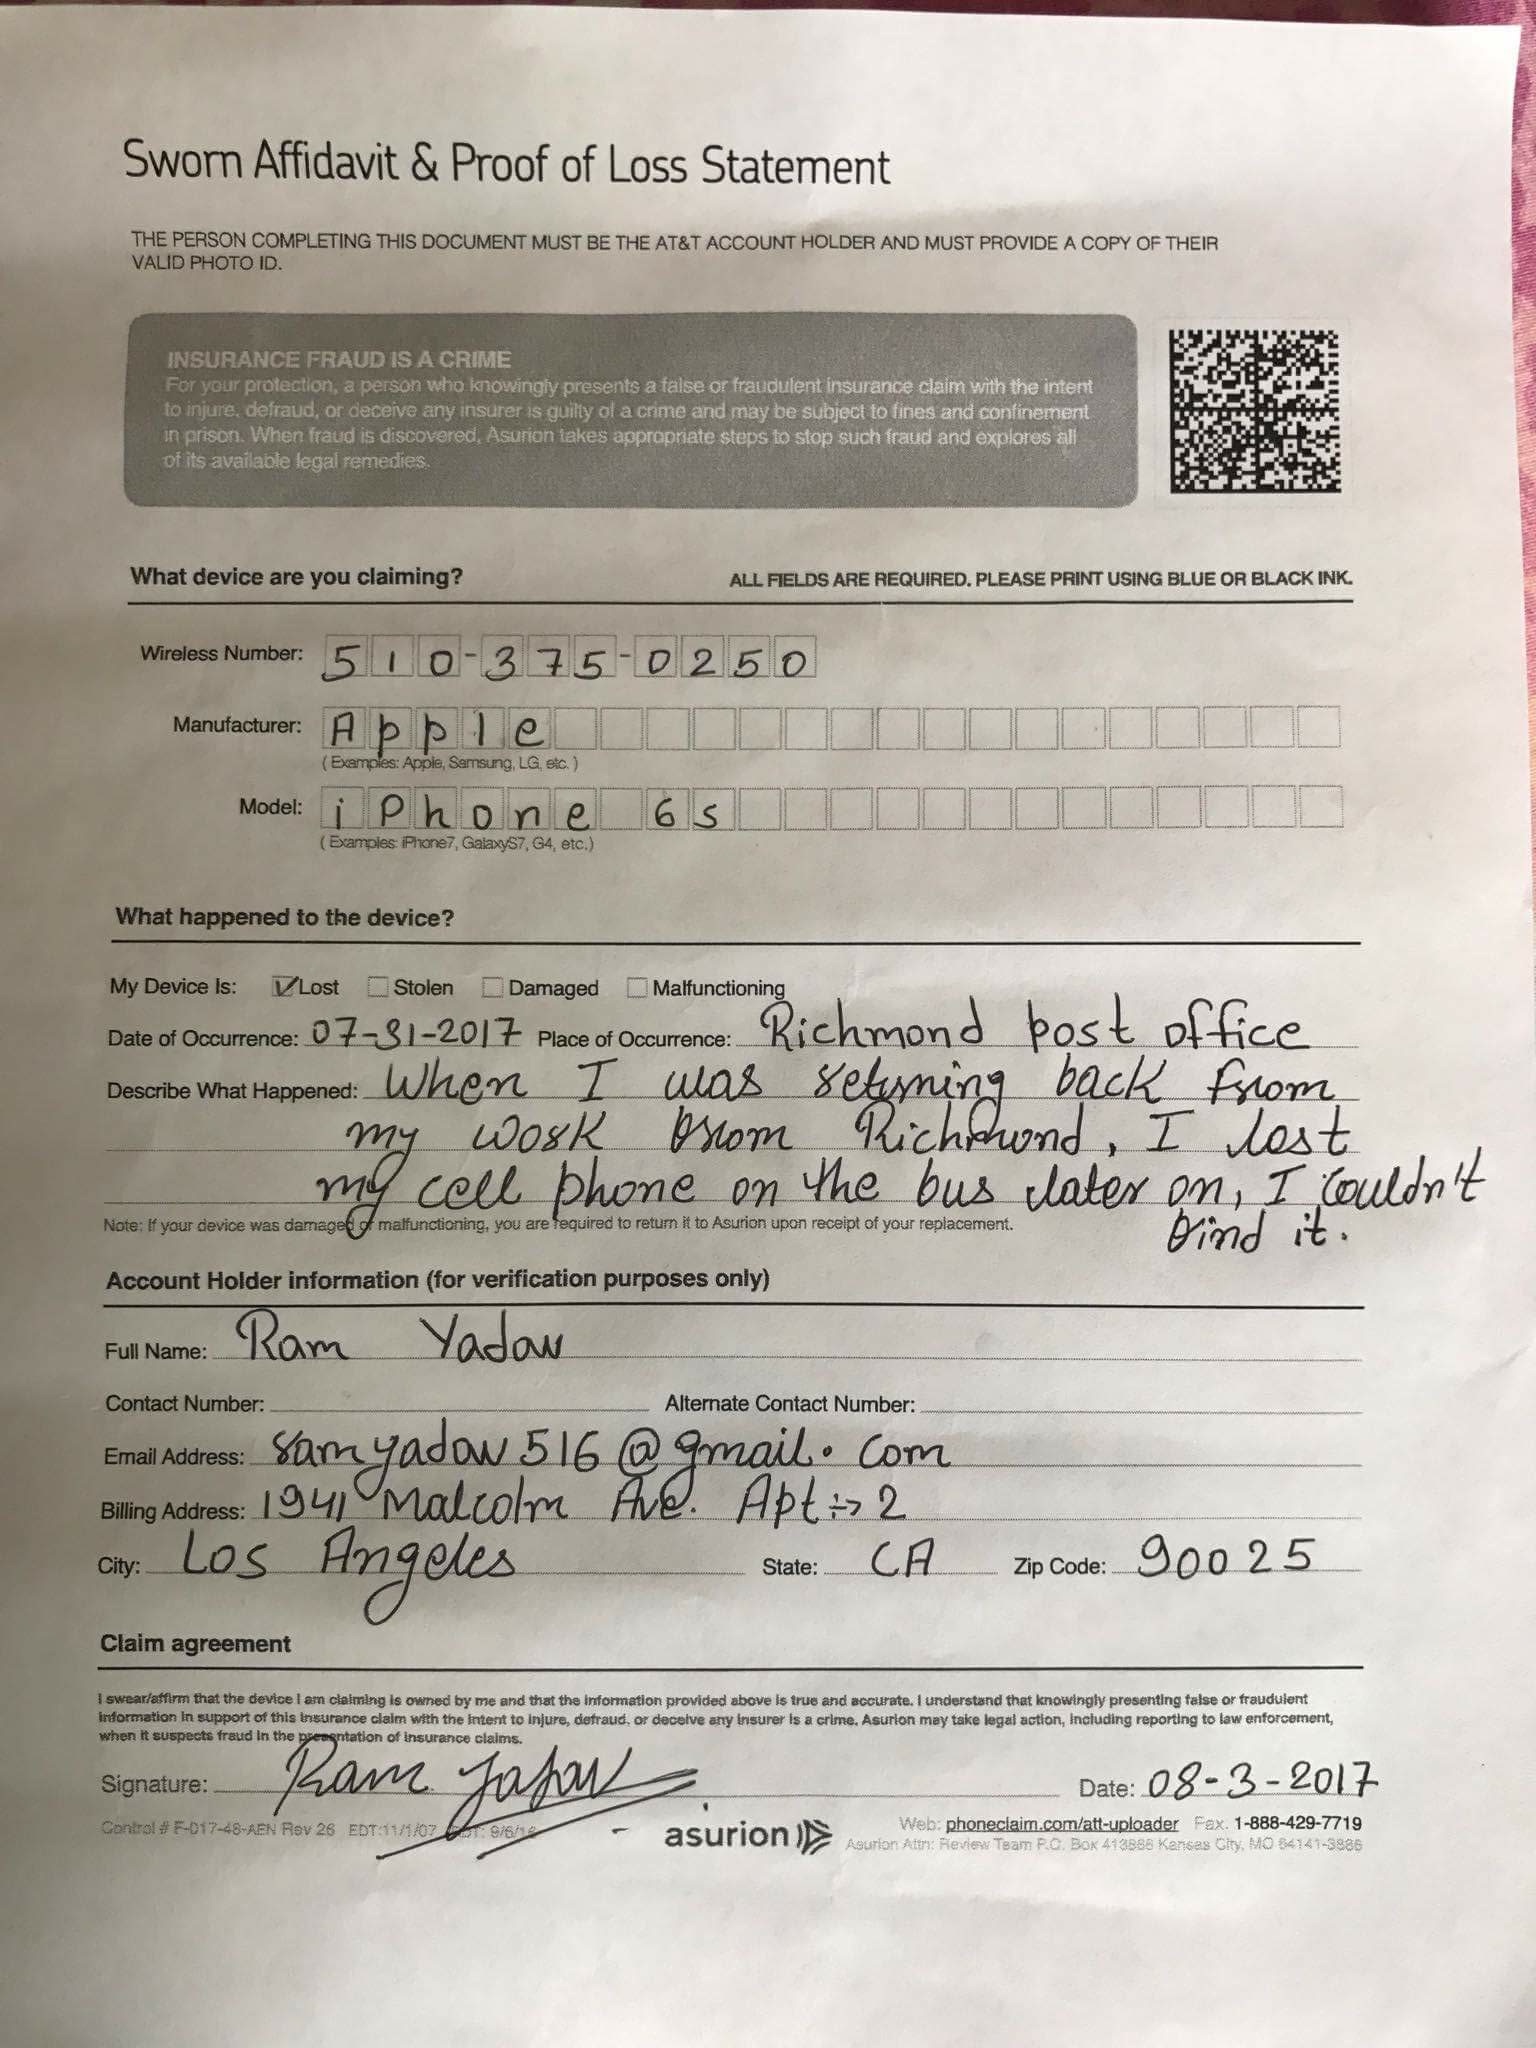 Sworn Affidavit & Proof of Loss Statement
THE PERSON COMPLETING THIS DOCUMENT MUST BE THE AT&T ACCOUNT HOLDER AND MUST PROVIDE A COPY OF THEIR
VALID PHOTO ID.
INSURANCE FRAUD IS A CRIME
For your protection, a person who knowingly presents a false or fraudulent insurance claim with the intent
to injure, defraud, or deceive any insurer is guilty of a crime and may be subject to fines and confinement
in prison. When fraud is discovered, Asurion takes appropriate steps to stop such fraud and explores all
of its available legal remedies.
What device are you claiming? ALL FIELDS ARE REQUIRED. PLEASE PRINT USING BLUE OR BLACK INK.
Wireless Number: 510-375-0250
Manufacturer: Apple
( Examples: Apple, Samsung, LG, etc. )
Model: iPhone 6s
( Examples: iPhone7, GalaxyS7, G4, etc.)
What happened to the device?
My Device Is: Lost Stolen Damaged Malfunctioning
Date of Occurrence: 07-31-2017 Place of Occurrence: Richmond post office
Describe What Happened: When I was returning back from
my work from Richmond, I lost
my cell phone on the bus later on, I couldn't
find it.
Note: If your device was damaged or malfunctioning, you are required to return it to Asurion upon receipt of your replacement.
Account Holder information (for verification purposes only)
Full Name: Ram Yadav
Contact Number: Alternate Contact Number:
Email Address: ramyadav516@gmail.com
Billing Address: 1941 Malcolm Ave. Apt :-> 2
City: Los Angeles State: CA Zip Code: 90025
Claim agreement
I swear/affirm that the device I am claiming is owned by me and that the information provided above is true and accurate. I understand that knowingly presenting false or fraudulent
information in support of this insurance claim with the intent to injure, defraud, or deceive any insurer is a crime. Asurion may take legal action, including reporting to law enforcement,
when it suspects fraud in the presentation of insurance claims.
Signature: Ram Yadav Date: 08-3-2017
Control # F-017-48-AEN Rev 26 EDT:11/1/07
asurion
Web: phoneclaim.com/att-uploader Fax. 1-888-429-7719
Asurion Attn: Review Team P.O. Box 413886 Kansas City, MO 64141-3886